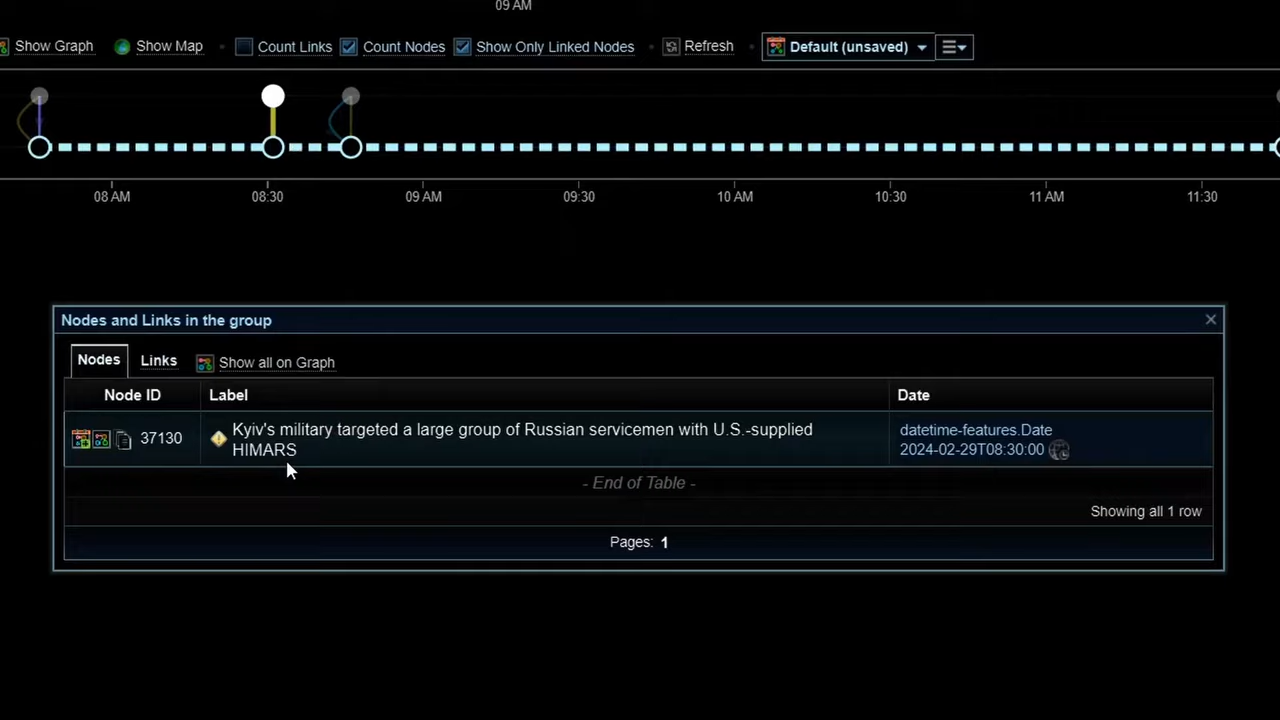 09 AM
Show Graph Show Map Count Links Count Nodes Show Only Linked Nodes Refresh Default (unsaved)
08 AM 08:30 09 AM 09:30 10 AM 10:30 11 AM 11:30
Nodes and Links in the group
Nodes Links Show all on Graph
Node ID Label Date
37130 Kyiv's military targeted a large group of Russian servicemen with U.S.-supplied
HIMARS
datetime-features.Date
2024-02-29T08:30:00
- End of Table -
Showing all 1 row
Pages: 1